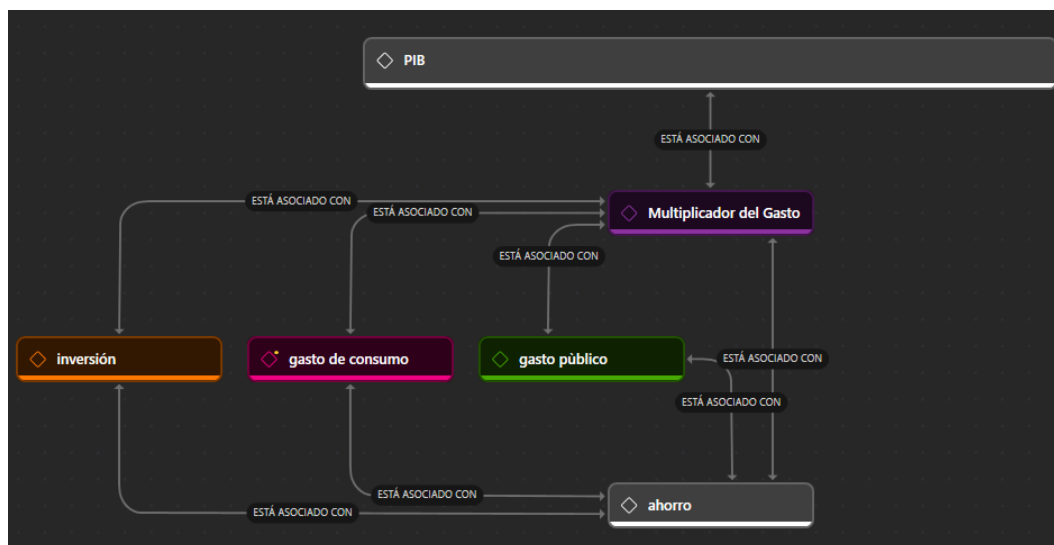 PIB
ESTÁ ASOCIADO CON
ESTÁ ASOCIADO CON
ESTÁ ASOCIADO CON
Multiplicador del Gasto
ESTÁ ASOCIADO CON
inversión
gasto de consumo
gasto pùblico
ESTÁ ASOCIADO CON
ESTÁ ASOCIADO CON
ESTÁ ASOCIADO CON
ahorro
ESTÁ ASOCIADO CON